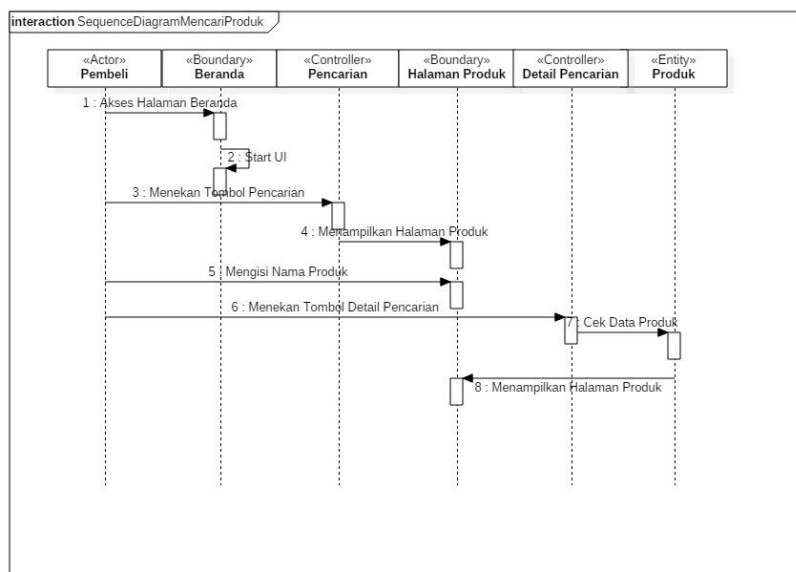 interaction SequenceDiagramMencariProduk
«Actor»
Pembeli
«Boundary»
Beranda
«Controller»
Pencarian
«Boundary»
Halaman Produk
«Controller»
Detail Pencarian
«Entity»
Produk
1 : Akses Halaman Beranda
2 : Start UI
3 : Menekan Tombol Pencarian
4 : Menampilkan Halaman Produk
5 : Mengisi Nama Produk
6 : Menekan Tombol Detail Pencarian
7 : Cek Data Produk
8 : Menampilkan Halaman Produk